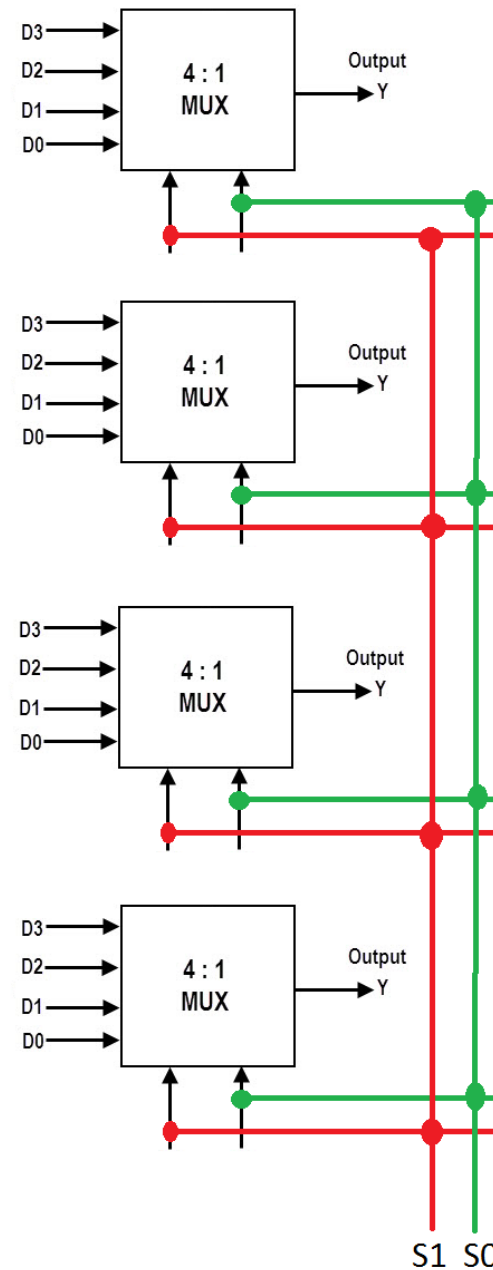 D3
D2
D1
D0
4 : 1
MUX
Output
Y
D3
D2
D1
D0
4 : 1
MUX
Output
Y
D3
D2
D1
D0
4 : 1
MUX
Output
Y
D3
D2
D1
D0
4 : 1
MUX
Output
Y
S1 S0